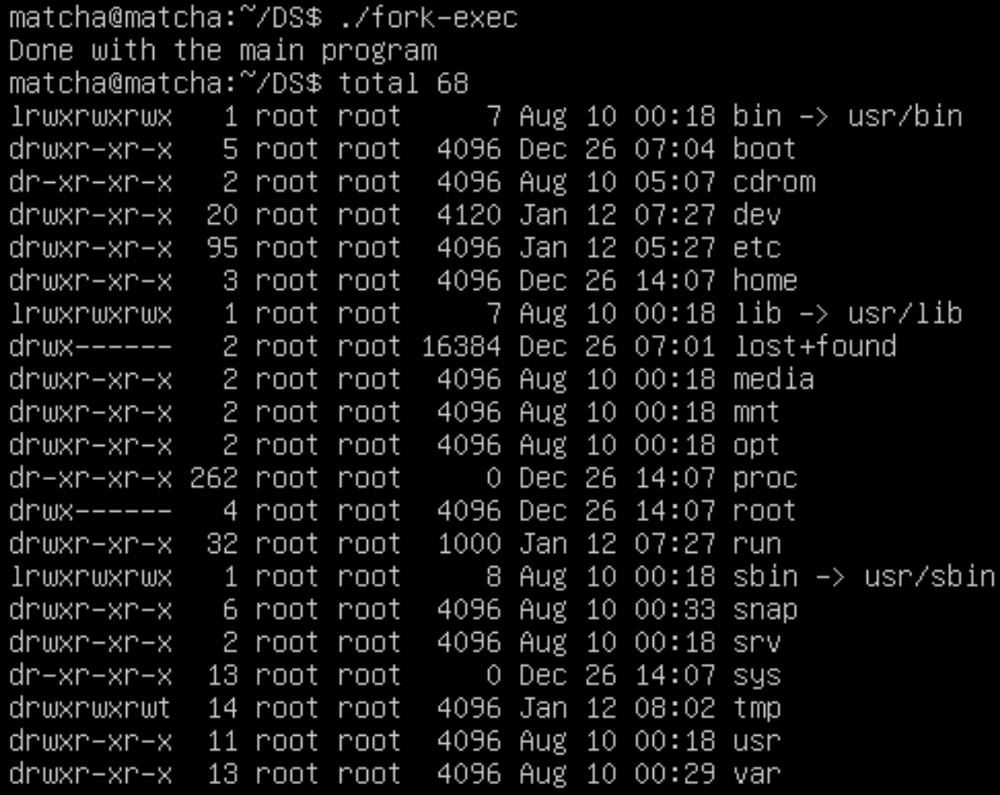 matcha@matcha:~/DS$ ./fork-exec
Done with the main program
matcha@matcha:~/DS$ total 68
lrwxrwxrwx   1 root root     7 Aug 10 00:18 bin -> usr/bin
drwxr-xr-x   5 root root  4096 Dec 26 07:04 boot
dr-xr-xr-x   2 root root  4096 Aug 10 05:07 cdrom
drwxr-xr-x  20 root root  4120 Jan 12 07:27 dev
drwxr-xr-x  95 root root  4096 Jan 12 05:27 etc
drwxr-xr-x   3 root root  4096 Dec 26 14:07 home
lrwxrwxrwx   1 root root     7 Aug 10 00:18 lib -> usr/lib
drwx------   2 root root 16384 Dec 26 07:01 lost+found
drwxr-xr-x   2 root root  4096 Aug 10 00:18 media
drwxr-xr-x   2 root root  4096 Aug 10 00:18 mnt
drwxr-xr-x   2 root root  4096 Aug 10 00:18 opt
dr-xr-xr-x 262 root root     0 Dec 26 14:07 proc
drwx------   4 root root  4096 Dec 26 14:07 root
drwxr-xr-x  32 root root  1000 Jan 12 07:27 run
lrwxrwxrwx   1 root root     8 Aug 10 00:18 sbin -> usr/sbin
drwxr-xr-x   6 root root  4096 Aug 10 00:33 snap
drwxr-xr-x   2 root root  4096 Aug 10 00:18 srv
dr-xr-xr-x  13 root root     0 Dec 26 14:07 sys
drwxrwxrwt  14 root root  4096 Jan 12 08:02 tmp
drwxr-xr-x  11 root root  4096 Aug 10 00:18 usr
drwxr-xr-x  13 root root  4096 Aug 10 00:29 var